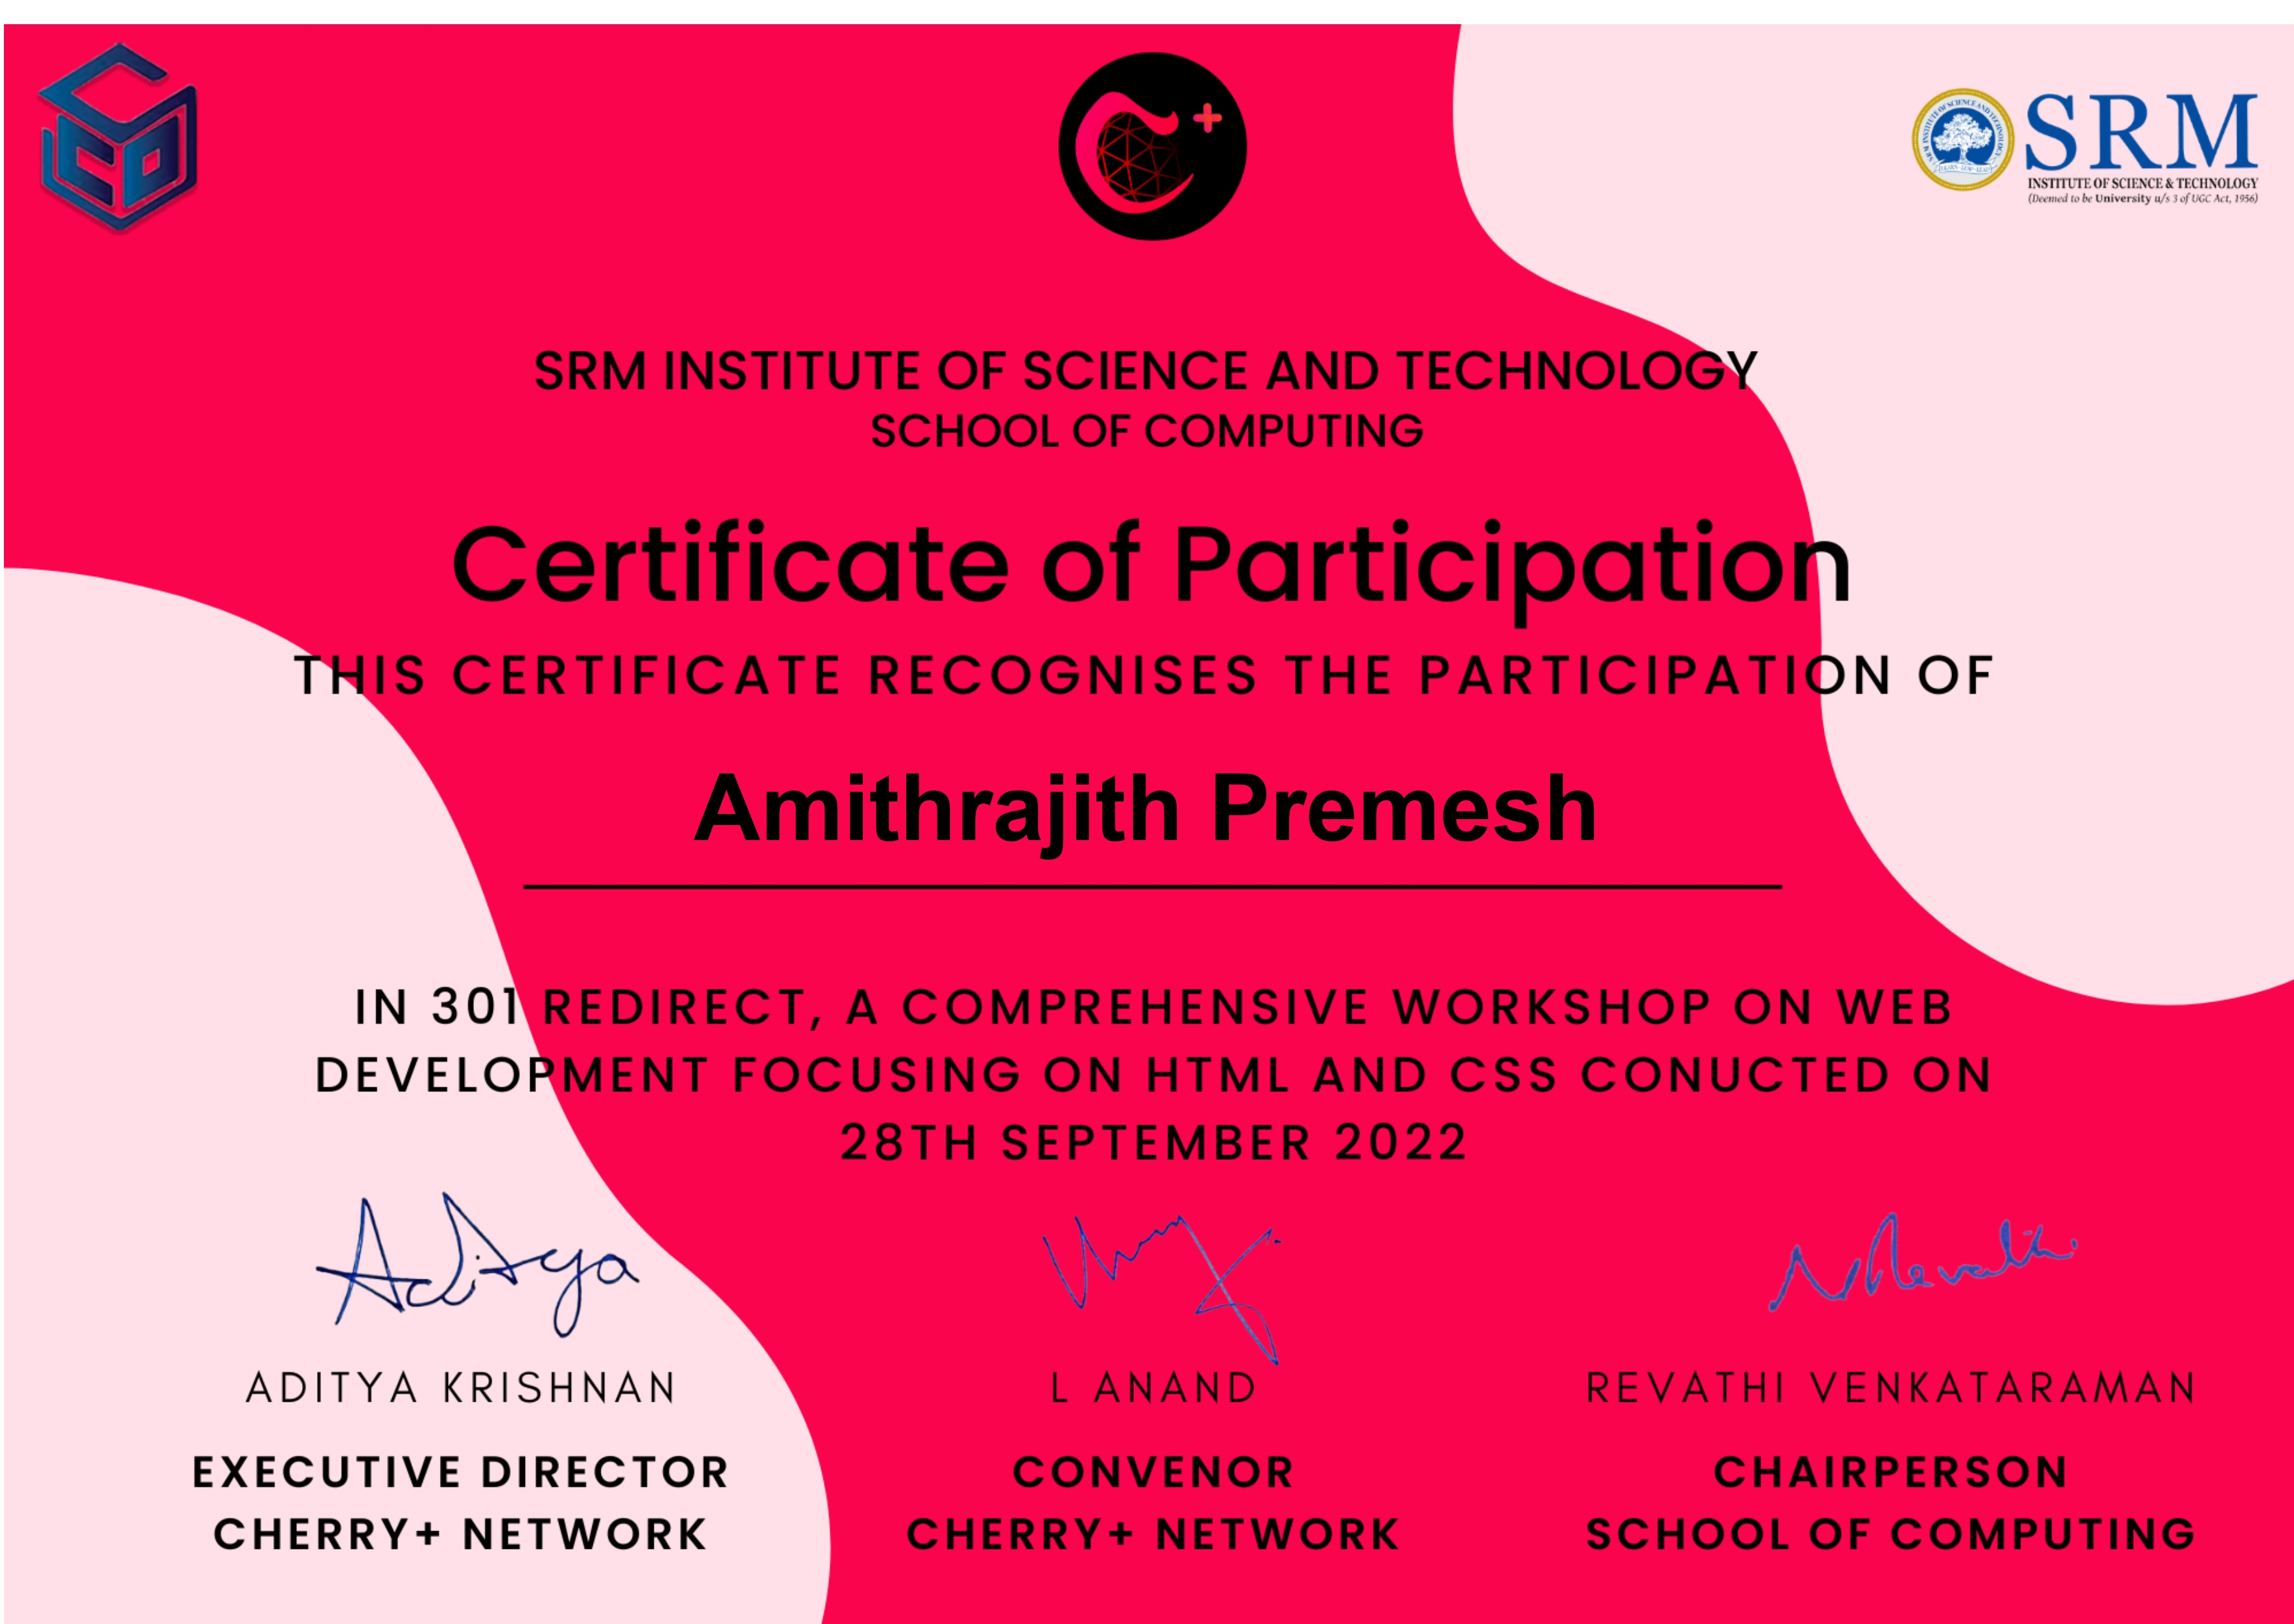 SRM
INSTITUTE OF SCIENCE & TECHNOLOGY
(Deemed to be University u/s 3 of UGC Act, 1956)
SRM INSTITUTE OF SCIENCE AND TECHNOLOGY
SCHOOL OF COMPUTING
Certificate of Participation
THIS CERTIFICATE RECOGNISES THE PARTICIPATION OF
Amithrajith Premesh
IN 301 REDIRECT, A COMPREHENSIVE WORKSHOP ON WEB
DEVELOPMENT FOCUSING ON HTML AND CSS CONUCTED ON
28TH SEPTEMBER 2022
Aditya
ADITYA KRISHNAN
L ANAND
REVATHI VENKATARAMAN
EXECUTIVE DIRECTOR
CONVENOR
CHAIRPERSON
CHERRY+ NETWORK
CHERRY+ NETWORK
SCHOOL OF COMPUTING